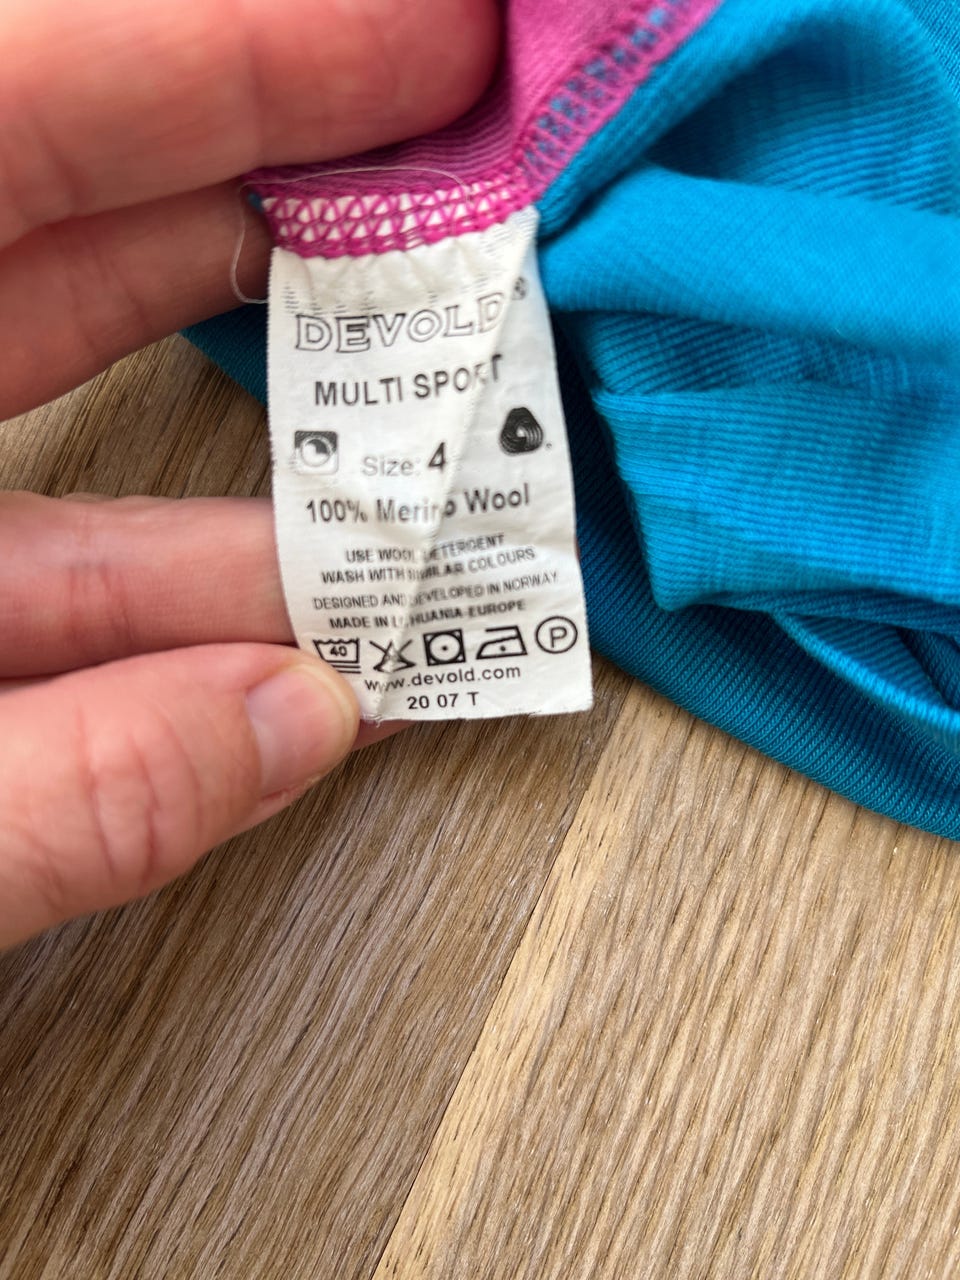 DEVOLD®
MULTI SPORT
Size: 4
100% Merino Wool
USE WOOL DETERGENT
WASH WITH SIMILAR COLOURS
DESIGNED AND DEVELOPED IN NORWAY
MADE IN LITHUANIA-EUROPE
40 P
www.devold.com
20 07 T